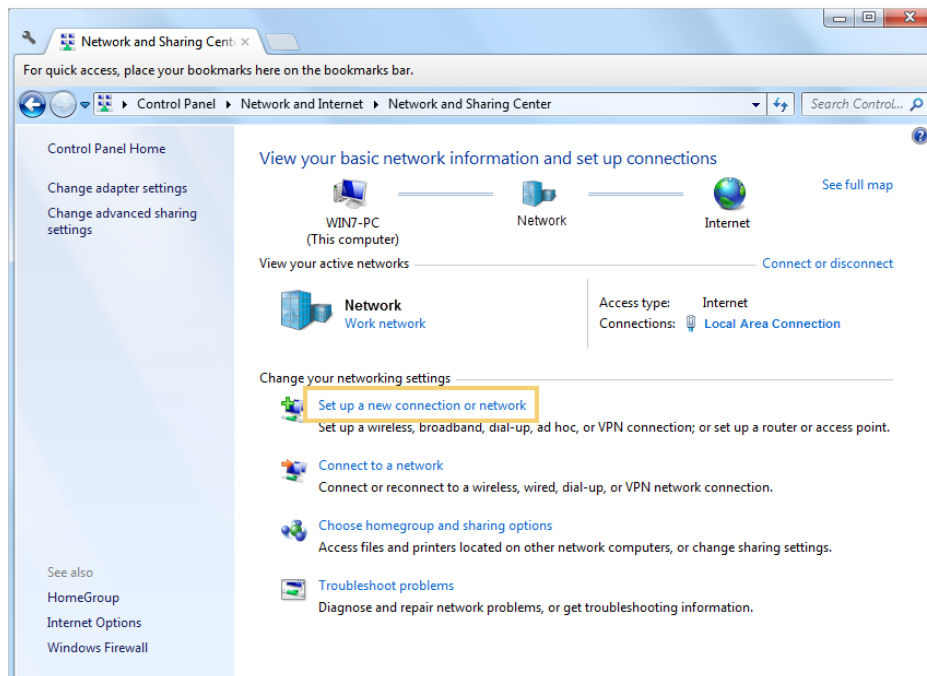 Network and Sharing Cent
For quick access, place your bookmarks here on the bookmarks bar.
Control Panel Network and Internet Network and Sharing Center
Search Control...
Control Panel Home
Change adapter settings
Change advanced sharing
settings
View your basic network information and set up connections
See full map
WIN7-PC
(This computer)
Network
Internet
View your active networks
Connect or disconnect
Network
Work network
Access type: Internet
Connections: Local Area Connection
Change your networking settings
Set up a new connection or network
Set up a wireless, broadband, dial-up, ad hoc, or VPN connection; or set up a router or access point.
Connect to a network
Connect or reconnect to a wireless, wired, dial-up, or VPN network connection.
Choose homegroup and sharing options
Access files and printers located on other network computers, or change sharing settings.
Troubleshoot problems
Diagnose and repair network problems, or get troubleshooting information.
See also
HomeGroup
Internet Options
Windows Firewall